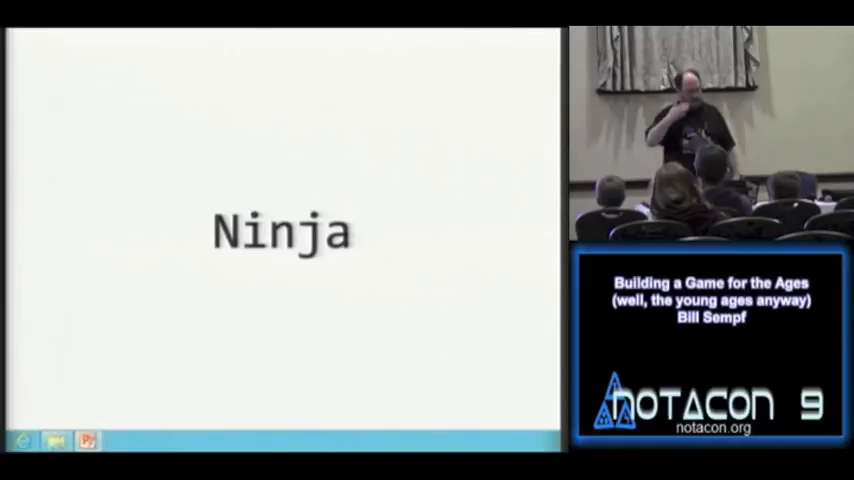 Ninja
Building a Game for the Ages
(well, the young ages anyway)
Bill Sempf
NOTACON 9
notacon.org